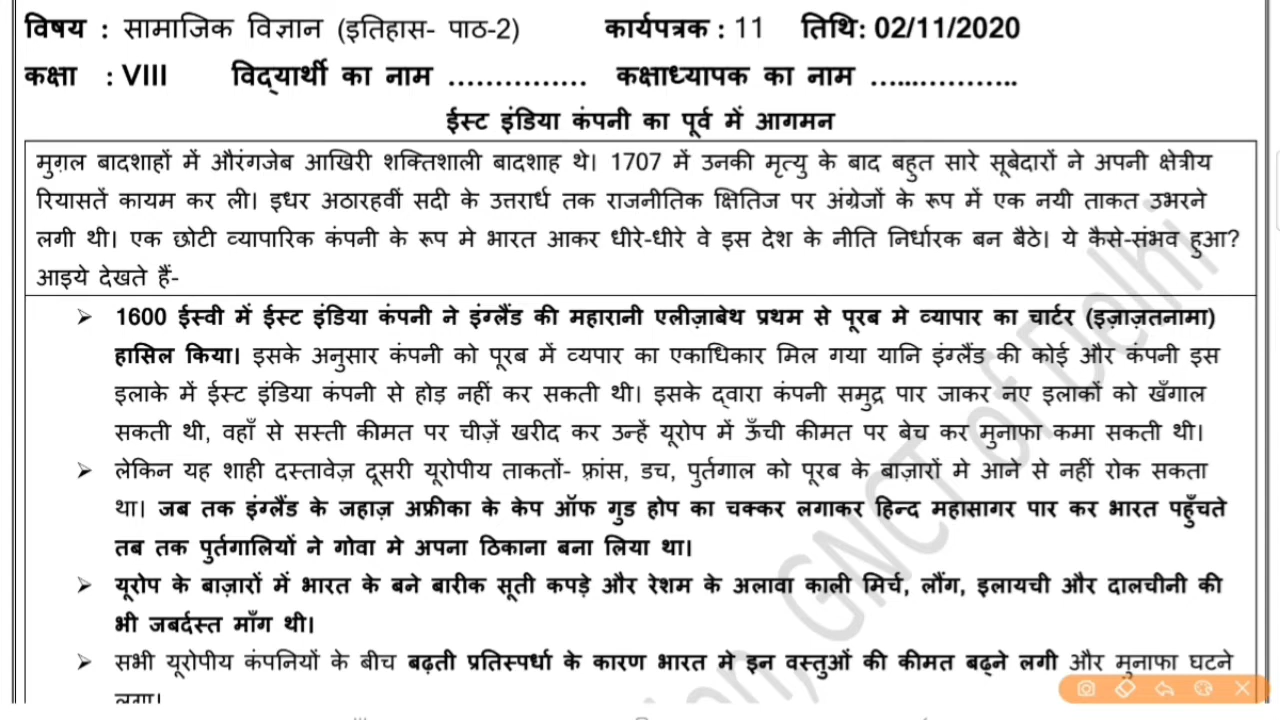 विषय : सामाजिक विज्ञान (इतिहास- पाठ-2) कार्यपत्रक : 11 तिथि: 02/11/2020
कक्षा : VIII विद्यार्थी का नाम …………… कक्षाध्यापक का नाम …...………..
ईस्ट इंडिया कंपनी का पूर्व में आगमन
मुग़ल बादशाहों में औरंगजेब आखिरी शक्तिशाली बादशाह थे। 1707 में उनकी मृत्यु के बाद बहुत सारे सूबेदारों ने अपनी क्षेत्रीय
रियासतें कायम कर ली। इधर अठारहवीं सदी के उत्तरार्ध तक राजनीतिक क्षितिज पर अंग्रेजों के रूप में एक नयी ताकत उभरने
लगी थी। एक छोटी व्यापारिक कंपनी के रूप मे भारत आकर धीरे-धीरे वे इस देश के नीति निर्धारक बन बैठे। ये कैसे-संभव हुआ?
आइये देखते हैं-
➢ 1600 ईस्वी में ईस्ट इंडिया कंपनी ने इंग्लैंड की महारानी एलीज़ाबेथ प्रथम से पूरब मे व्यापार का चार्टर (इज़ाज़तनामा)
हासिल किया। इसके अनुसार कंपनी को पूरब में व्यपार का एकाधिकार मिल गया यानि इंग्लैंड की कोई और कंपनी इस
इलाके में ईस्ट इंडिया कंपनी से होड़ नहीं कर सकती थी। इसके द्वारा कंपनी समुद्र पार जाकर नए इलाकों को खँगाल
सकती थी, वहाँ से सस्ती कीमत पर चीज़ें खरीद कर उन्हें यूरोप में ऊँची कीमत पर बेच कर मुनाफा कमा सकती थी।
➢ लेकिन यह शाही दस्तावेज़ दूसरी यूरोपीय ताकतों- फ़्रांस, डच, पुर्तगाल को पूरब के बाज़ारों मे आने से नहीं रोक सकता
था। जब तक इंग्लैंड के जहाज़ अफ्रीका के केप ऑफ गुड होप का चक्कर लगाकर हिन्द महासागर पार कर भारत पहुँचते
तब तक पुर्तगालियों ने गोवा मे अपना ठिकाना बना लिया था।
➢ यूरोप के बाज़ारों में भारत के बने बारीक सूती कपड़े और रेशम के अलावा काली मिर्च, लौंग, इलायची और दालचीनी की
भी जबर्दस्त माँग थी।
➢ सभी यूरोपीय कंपनियों के बीच बढ़ती प्रतिस्पर्धा के कारण भारत मे इन वस्तुओं की कीमत बढ़ने लगी और मुनाफा घटने
लगा।
GNCT of Delhi